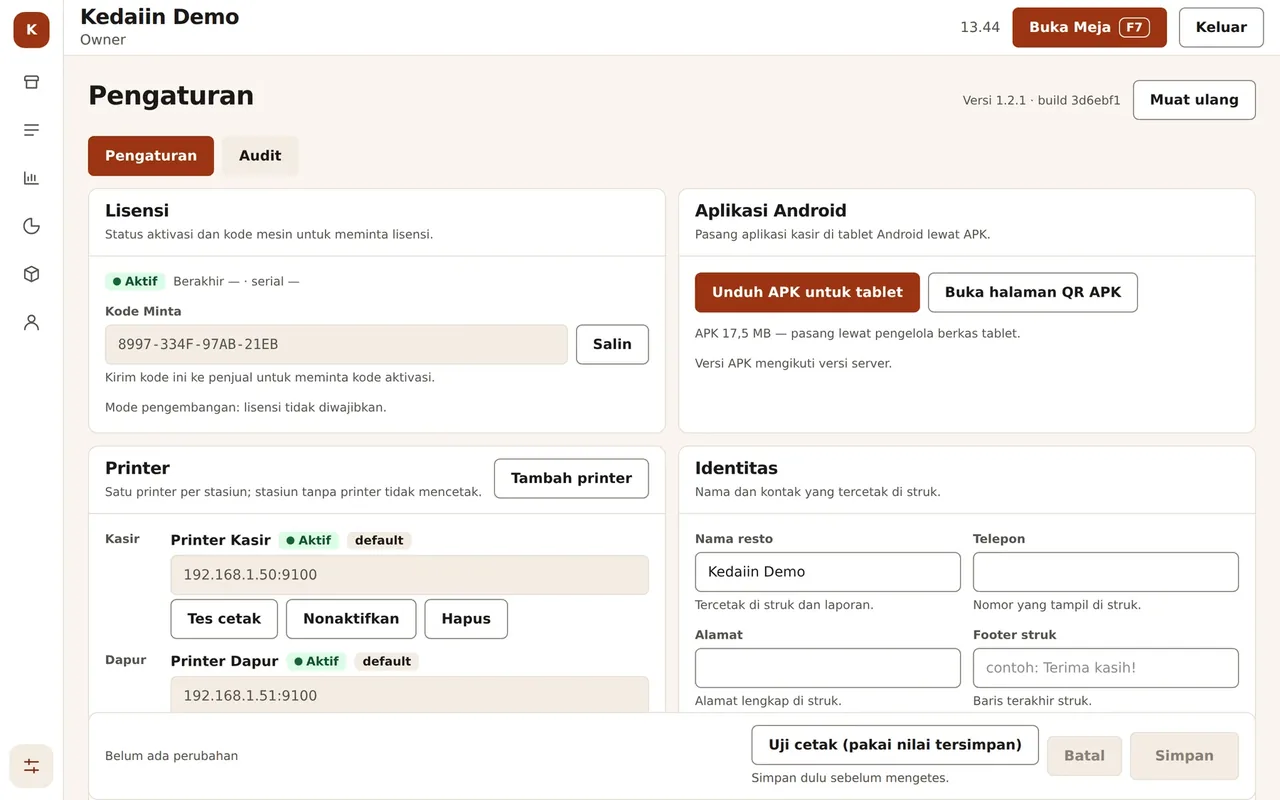 K
Kedaiin Demo
Owner
13.44
Buka Meja F7
Keluar
Pengaturan
Versi 1.2.1 · build 3d6ebf1
Muat ulang
Pengaturan
Audit
Lisensi
Status aktivasi dan kode mesin untuk meminta lisensi.
Aktif
Berakhir — · serial —
Kode Minta
8997-334F-97AB-21EB
Salin
Kirim kode ini ke penjual untuk meminta kode aktivasi.
Mode pengembangan: lisensi tidak diwajibkan.
Aplikasi Android
Pasang aplikasi kasir di tablet Android lewat APK.
Unduh APK untuk tablet
Buka halaman QR APK
APK 17,5 MB — pasang lewat pengelola berkas tablet.
Versi APK mengikuti versi server.
Printer
Satu printer per stasiun; stasiun tanpa printer tidak mencetak.
Tambah printer
Kasir
Printer Kasir
Aktif
default
192.168.1.50:9100
Tes cetak
Nonaktifkan
Hapus
Dapur
Printer Dapur
Aktif
default
192.168.1.51:9100
Identitas
Nama dan kontak yang tercetak di struk.
Nama resto
Kedaiin Demo
Tercetak di struk dan laporan.
Telepon
Nomor yang tampil di struk.
Alamat
Alamat lengkap di struk.
Footer struk
contoh: Terima kasih!
Baris terakhir struk.
Belum ada perubahan
Uji cetak (pakai nilai tersimpan)
Simpan dulu sebelum mengetes.
Batal
Simpan